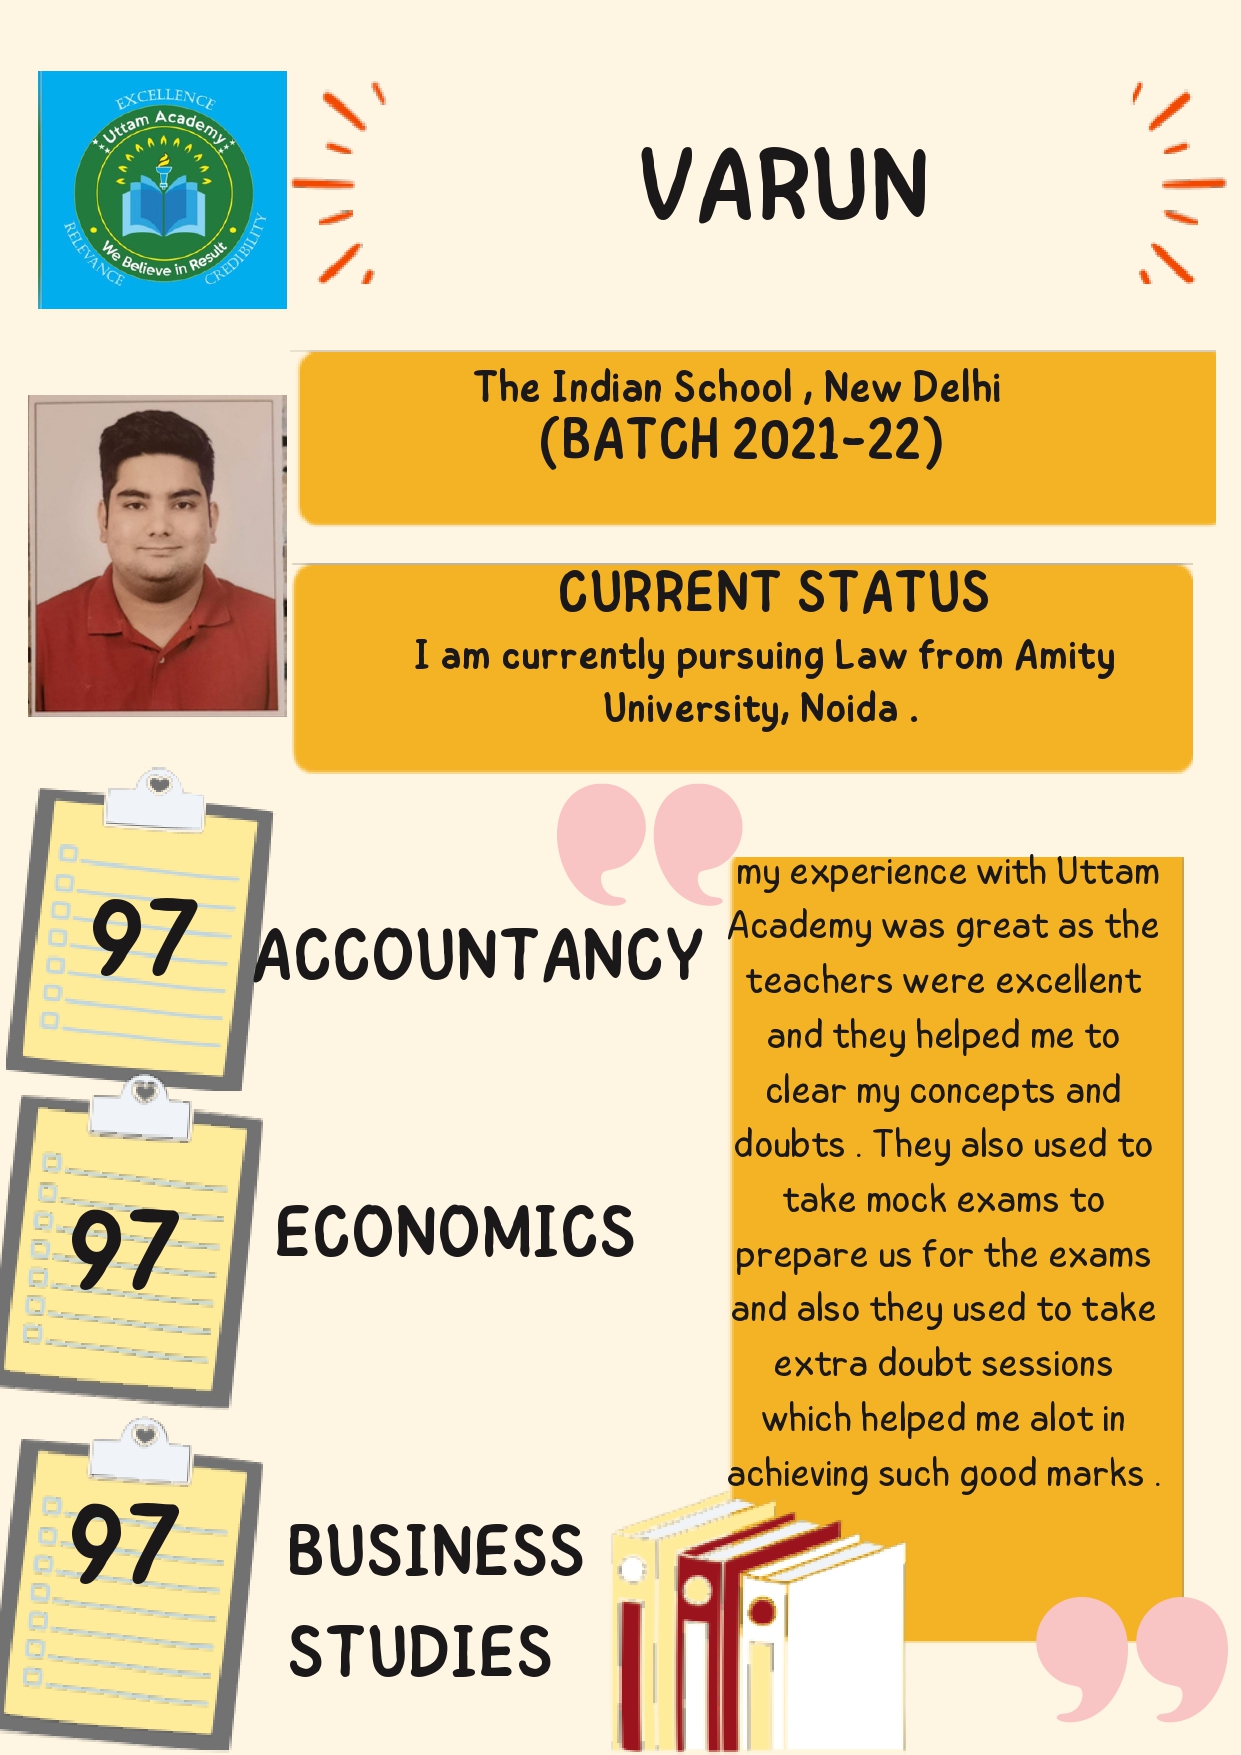 EXCELLENCE
Uttam Academy
We Believe in Result
RELEVANCE
CREDIBILITY
VARUN
The Indian School , New Delhi
(BATCH 2021-22)
CURRENT STATUS
I am currently pursuing Law from Amity
University, Noida .
97
ACCOUNTANCY
97
ECONOMICS
97
BUSINESS
STUDIES
my experience with Uttam
Academy was great as the
teachers were excellent
and they helped me to
clear my concepts and
doubts . They also used to
take mock exams to
prepare us for the exams
and also they used to take
extra doubt sessions
which helped me alot in
achieving such good marks .